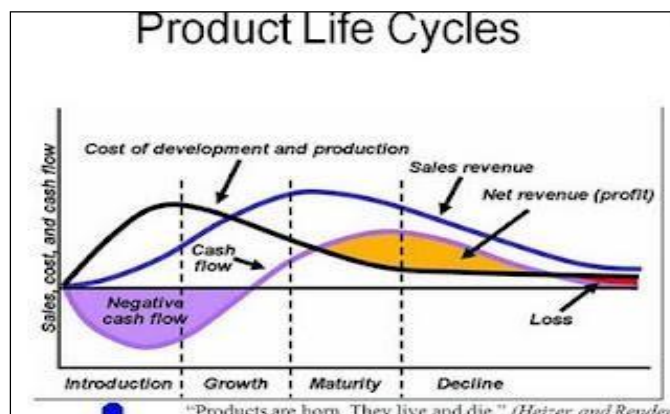 Product Life Cycles
Cost of development and production
Sales revenue
Net revenue (profit)
Cash
flow
Negative
cash flow
Loss
Sales, cost, and cash flow
Introduction Growth Maturity Decline
"Products are born. They live and die." (Heizer and